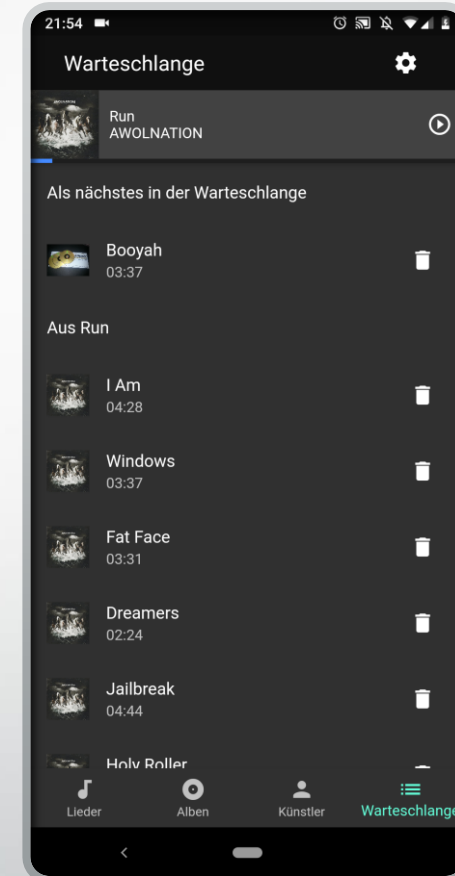 21:54
Warteschlange
Run
AWOLNATION
Als nächstes in der Warteschlange
Booyah
03:37
Aus Run
I Am
04:28
Windows
03:37
Fat Face
03:31
Dreamers
02:24
Jailbreak
04:44
Holy Roller
Lieder
Alben
Künstler
Warteschlange